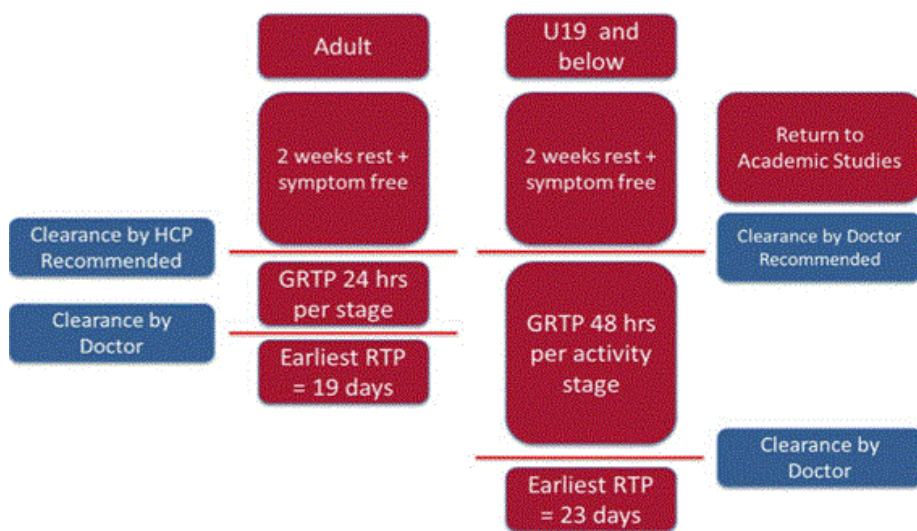 Adult
U19 and
below
2 weeks rest +
symptom free
2 weeks rest +
symptom free
Return to
Academic Studies
Clearance by HCP
Recommended
Clearance by Doctor
Recommended
GRTP 24 hrs
per stage
GRTP 48 hrs
per activity
stage
Clearance by
Doctor
Earliest RTP
= 19 days
Clearance by
Doctor
Earliest RTP
= 23 days